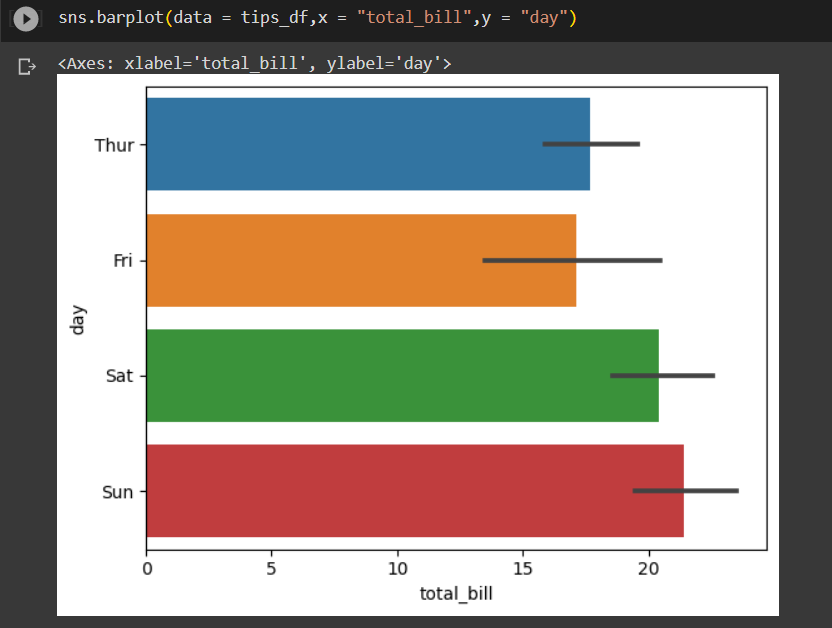 sns.barplot(data = tips_df,x = "total_bill",y = "day")
<Axes: xlabel='total_bill', ylabel='day'>
Thur
Fri
Sat
Sun
day
0 5 10 15 20
total_bill